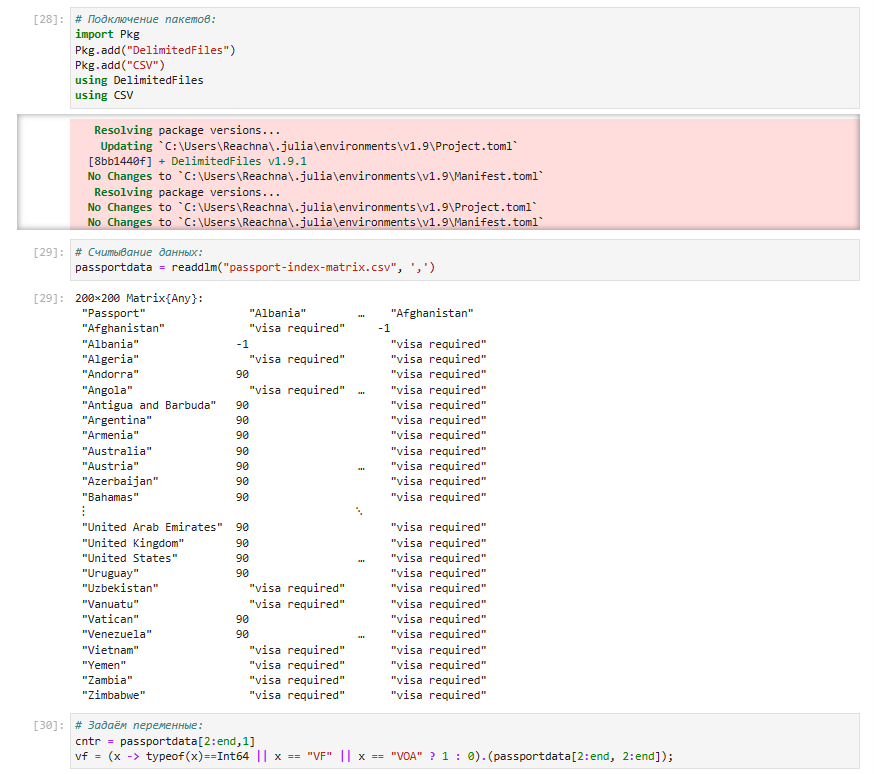 [28]: # Подключение пакетов:
import Pkg
Pkg.add("DelimitedFiles")
Pkg.add("CSV")
using DelimitedFiles
using CSV
Resolving package versions...
Updating `C:\Users\Reachna\.julia\environments\v1.9\Project.toml`
[8bb1440f] + DelimitedFiles v1.9.1
No Changes to `C:\Users\Reachna\.julia\environments\v1.9\Manifest.toml`
Resolving package versions...
No Changes to `C:\Users\Reachna\.julia\environments\v1.9\Project.toml`
No Changes to `C:\Users\Reachna\.julia\environments\v1.9\Manifest.toml`
[29]: # Считывание данных:
passportdata = readdlm("passport-index-matrix.csv", ',')
[29]: 200×200 Matrix{Any}:
"Passport" "Albania" … "Afghanistan"
"Afghanistan" "visa required" -1
"Albania" -1 "visa required"
"Algeria" "visa required" "visa required"
"Andorra" 90 "visa required"
"Angola" "visa required" … "visa required"
"Antigua and Barbuda" 90 "visa required"
"Argentina" 90 "visa required"
"Armenia" 90 "visa required"
"Australia" 90 "visa required"
"Austria" 90 … "visa required"
"Azerbaijan" 90 "visa required"
"Bahamas" 90 "visa required"
⋮ ⋱
"United Arab Emirates" 90 "visa required"
"United Kingdom" 90 "visa required"
"United States" 90 … "visa required"
"Uruguay" 90 "visa required"
"Uzbekistan" "visa required" "visa required"
"Vanuatu" "visa required" "visa required"
"Vatican" 90 "visa required"
"Venezuela" 90 … "visa required"
"Vietnam" "visa required" "visa required"
"Yemen" "visa required" "visa required"
"Zambia" "visa required" "visa required"
"Zimbabwe" "visa required" "visa required"
[30]: # Задаём переменные:
cntr = passportdata[2:end,1]
vf = (x -> typeof(x)==Int64 || x == "VF" || x == "VOA" ? 1 : 0).(passportdata[2:end, 2:end]);